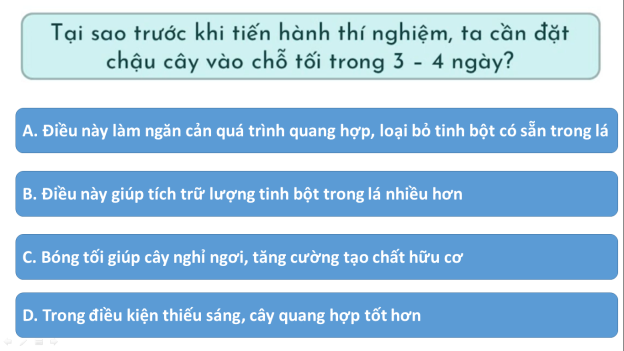 Tại sao trước khi tiến hành thí nghiệm, ta cần đặt
chậu cây vào chỗ tối trong 3 – 4 ngày?
A. Điều này làm ngăn cản quá trình quang hợp, loại bỏ tinh bột có sẵn trong lá
B. Điều này giúp tích trữ lượng tinh bột trong lá nhiều hơn
C. Bóng tối giúp cây nghỉ ngơi, tăng cường tạo chất hữu cơ
D. Trong điều kiện thiếu sáng, cây quang hợp tốt hơn